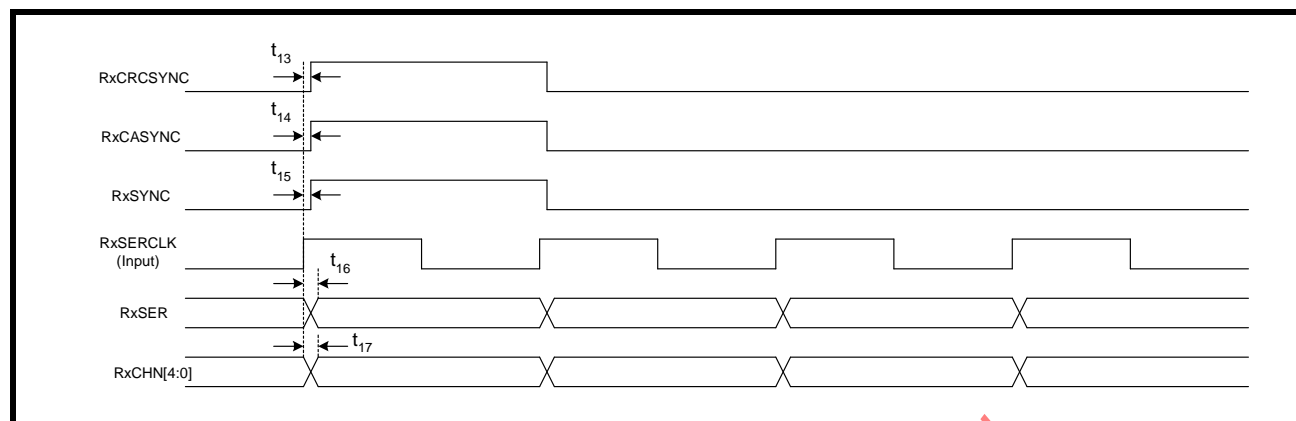 t13
RxCRCSYNC
t14
RxCASYNC
t15
RxSYNC
RxSERCLK
(Input)
t16
RxSER
t17
RxCHN[4:0]